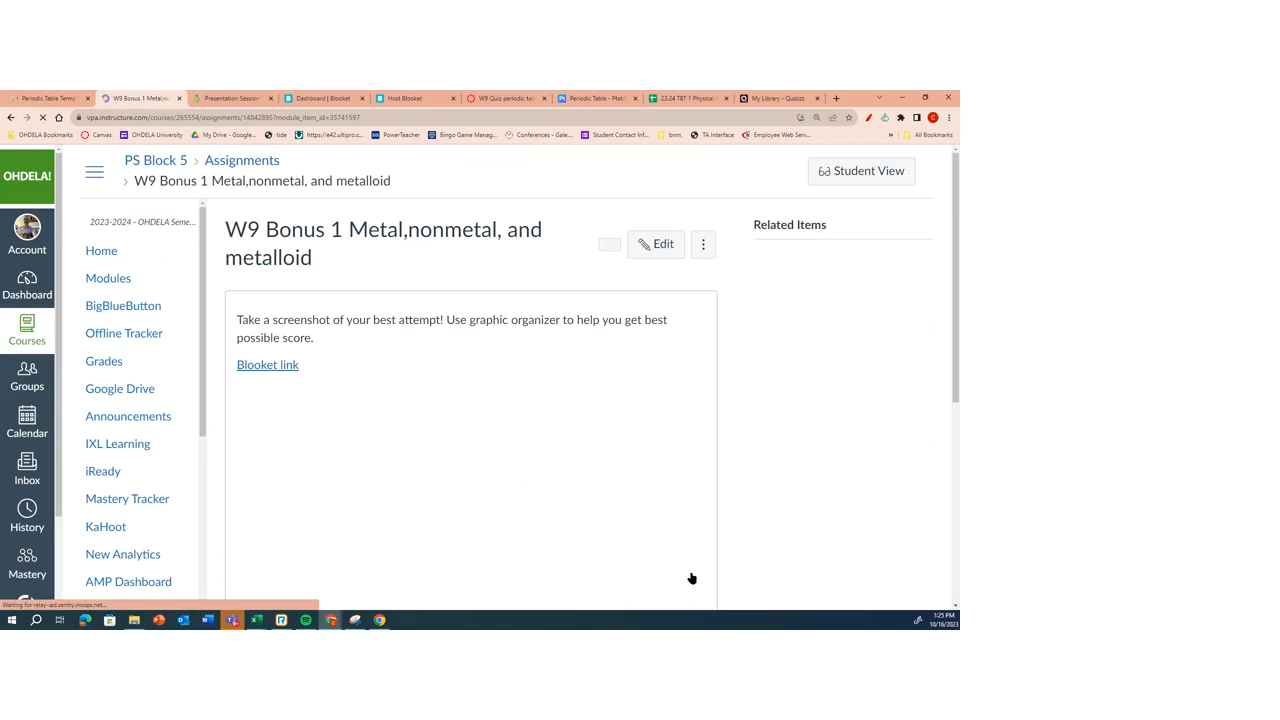 Periodic Table Terms
W9 Bonus 1 Metal,no
Presentation Session
Dashboard | Blooket
Host Blooket
W9 Quiz periodic ta
Periodic Table - Ptab
23.24 TBT 1 Physical
My Library - Quizizz
vpa.instructure.com/courses/265554/assignments/14842895?module_item_id=35741597
OHDELA Bookmarks
Canvas
OHDELA University
My Drive - Google...
tide
https://e42.ultipro.c...
PowerTeacher
Bingo Game Manag...
Conferences - Gale...
Student Contact Inf...
bnm,
TA Interface
Employee Web Serv...
»
All Bookmarks
OHDELA!
Account
Dashboard
Courses
Groups
Calendar
Inbox
History
Mastery
PS Block 5 › Assignments
› W9 Bonus 1 Metal,nonmetal, and metalloid
Student View
2023-2024 - OHDELA Seme...
Home
Modules
BigBlueButton
Offline Tracker
Grades
Google Drive
Announcements
IXL Learning
iReady
Mastery Tracker
KaHoot
New Analytics
AMP Dashboard
W9 Bonus 1 Metal,nonmetal, and
metalloid
Edit
Related Items
Take a screenshot of your best attempt! Use graphic organizer to help you get best
possible score.
Blooket link
Waiting for relay-iad.sentry.insops.net...
1:25 PM
10/16/2023